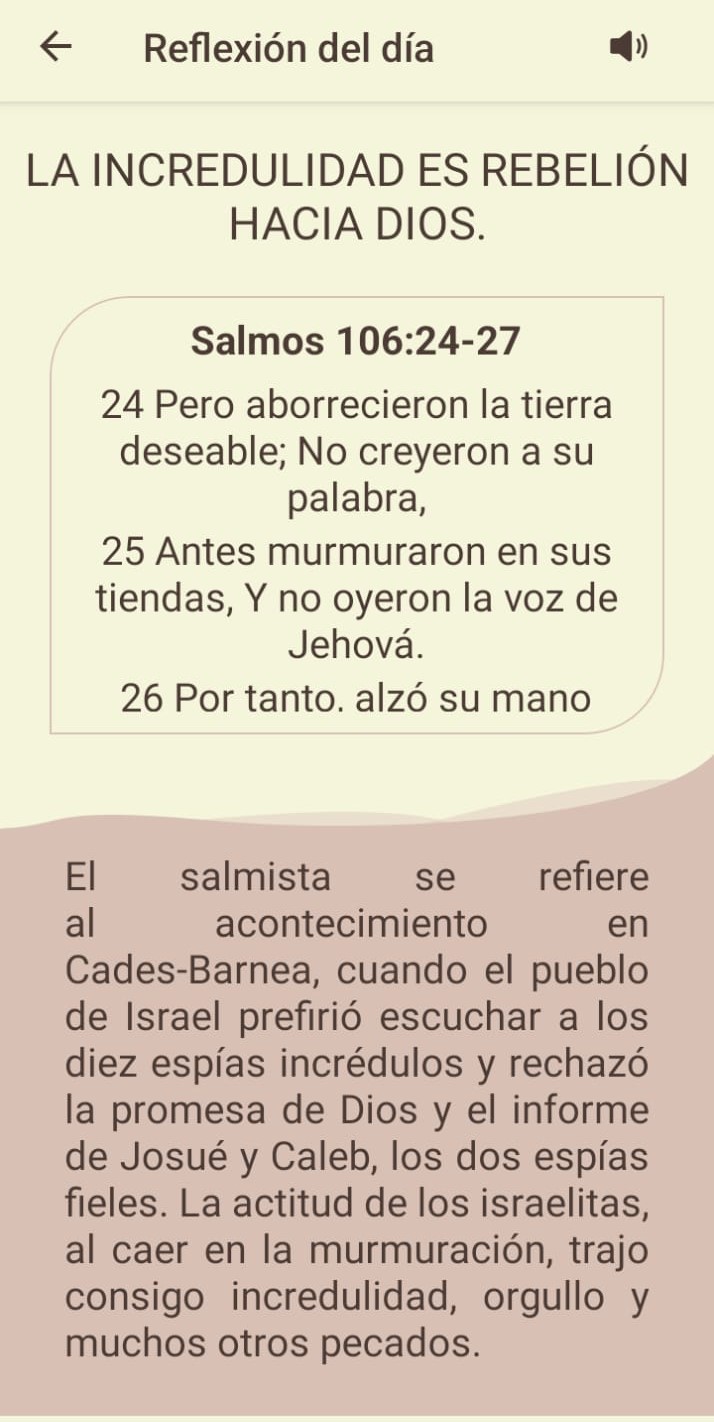 Reflexión del día
LA INCREDULIDAD ES REBELIÓN
HACIA DIOS.
Salmos 106:24-27
24 Pero aborrecieron la tierra
deseable; No creyeron a su
palabra,
25 Antes murmuraron en sus
tiendas, Y no oyeron la voz de
Jehová.
26 Por tanto. alzó su mano
El salmista se refiere
al acontecimiento en
Cades-Barnea, cuando el pueblo
de Israel prefirió escuchar a los
diez espías incrédulos y rechazó
la promesa de Dios y el informe
de Josué y Caleb, los dos espías
fieles. La actitud de los israelitas,
al caer en la murmuración, trajo
consigo incredulidad, orgullo y
muchos otros pecados.